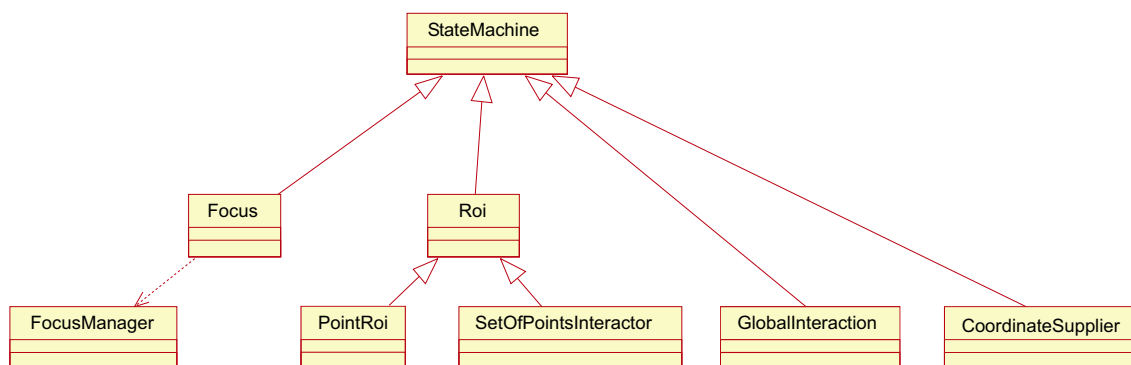 StateMachine
Focus
Roi
FocusManager
PointRoi
SetOfPointsInteractor
GlobalInteraction
CoordinateSupplier